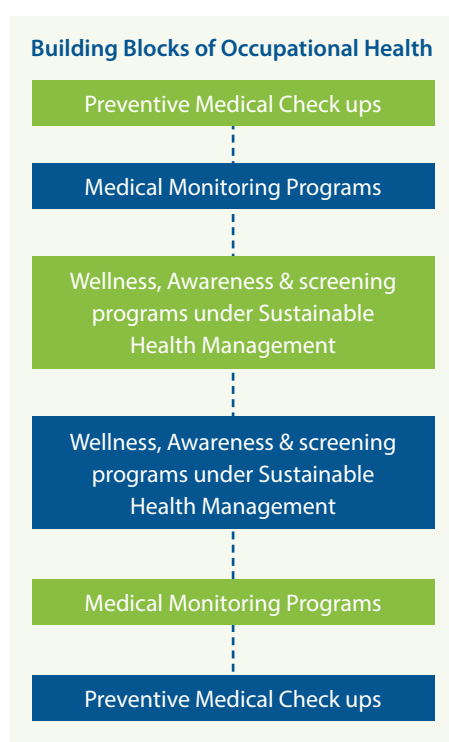 Building Blocks of Occupational Health
Preventive Medical Check ups
Medical Monitoring Programs
Wellness, Awareness & screening
programs under Sustainable
Health Management
Wellness, Awareness & screening
programs under Sustainable
Health Management
Medical Monitoring Programs
Preventive Medical Check ups